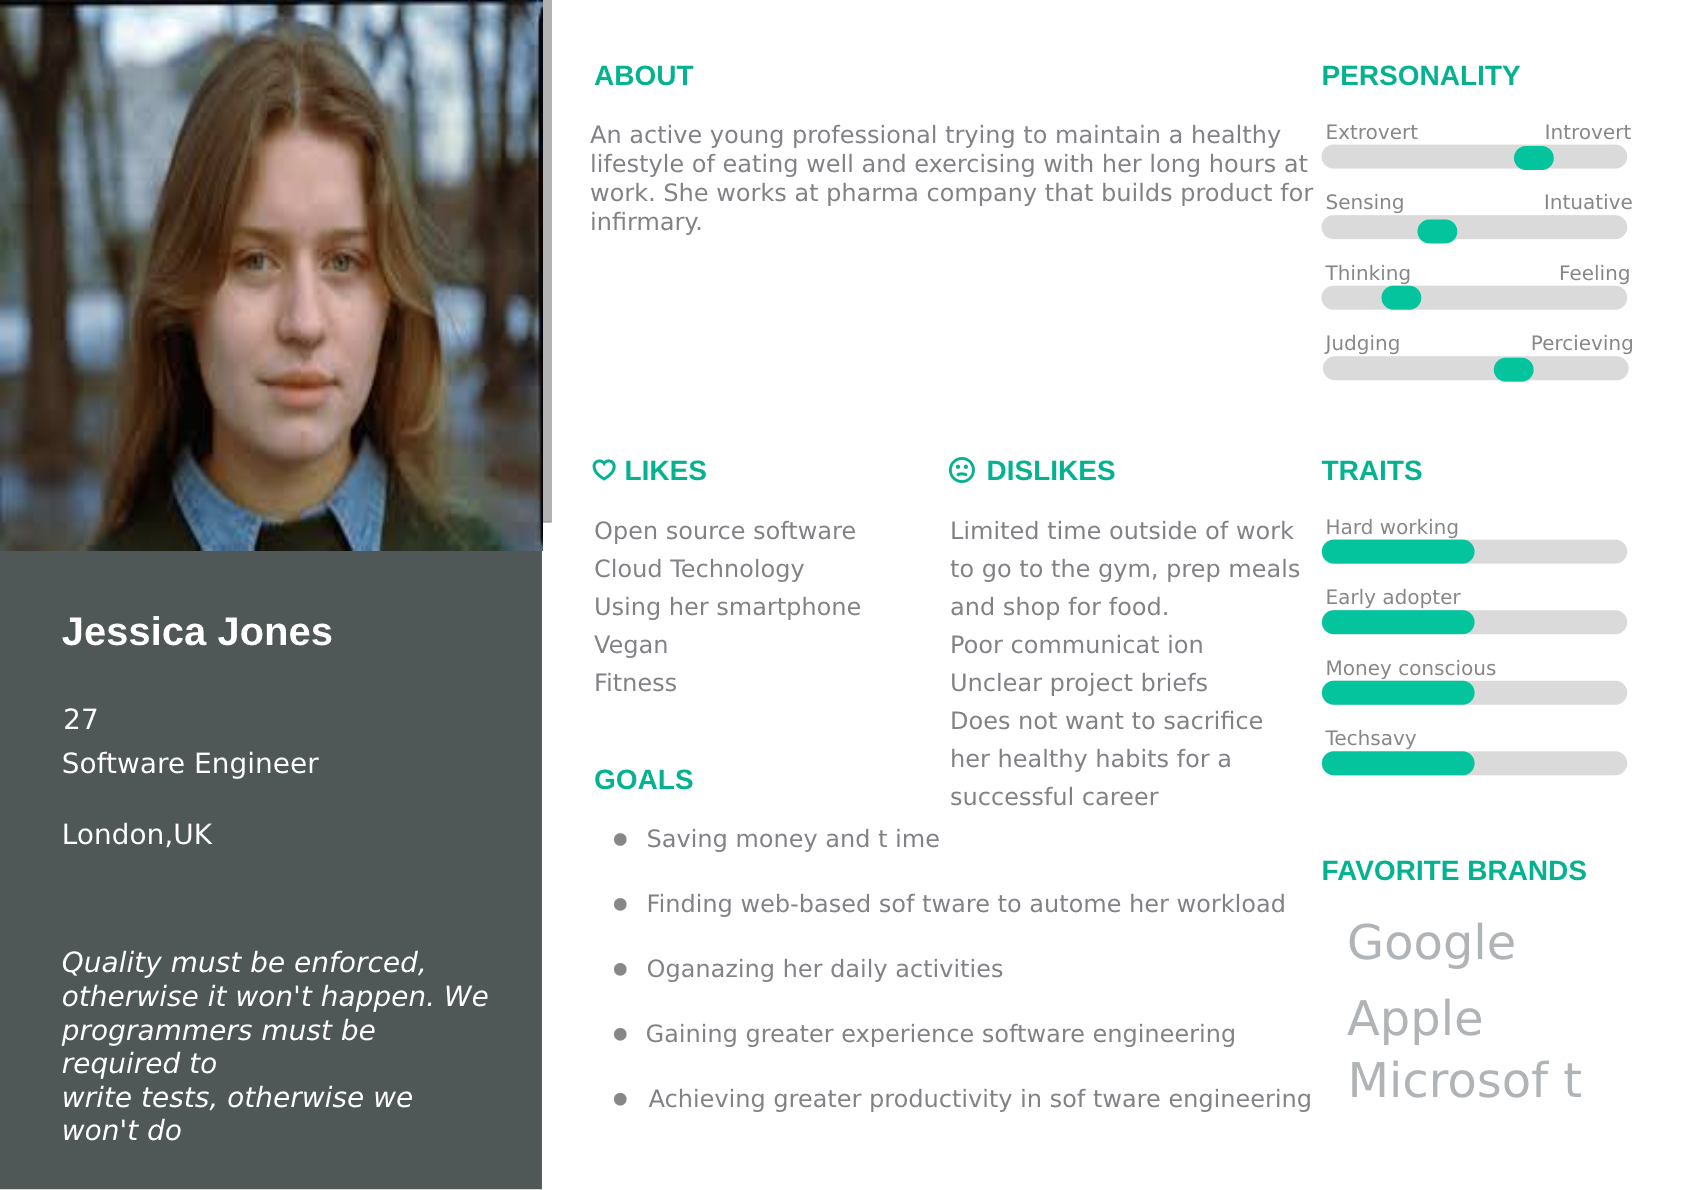 Jessica Jones
27
Software Engineer
London,UK
Quality must be enforced,
otherwise it won't happen. We
programmers must be
required to
write tests, otherwise we
won't do
ABOUT
An active young professional trying to maintain a healthy
lifestyle of eating well and exercising with her long hours at
work. She works at pharma company that builds product for
infirmary.
LIKES
Open source software
Cloud Technology
Using her smartphone
Vegan
Fitness
DISLIKES
Limited time outside of work
to go to the gym, prep meals
and shop for food.
Poor communicat ion
Unclear project briefs
Does not want to sacrifice
her healthy habits for a
successful career
GOALS
Saving money and t ime
Finding web-based sof tware to autome her workload
Oganazing her daily activities
Gaining greater experience software engineering
Achieving greater productivity in sof tware engineering
PERSONALITY
Extrovert Introvert
Sensing Intuative
Thinking Feeling
Judging Percieving
TRAITS
Hard working
Early adopter
Money conscious
Techsavy
FAVORITE BRANDS
Google
Apple
Microsof t